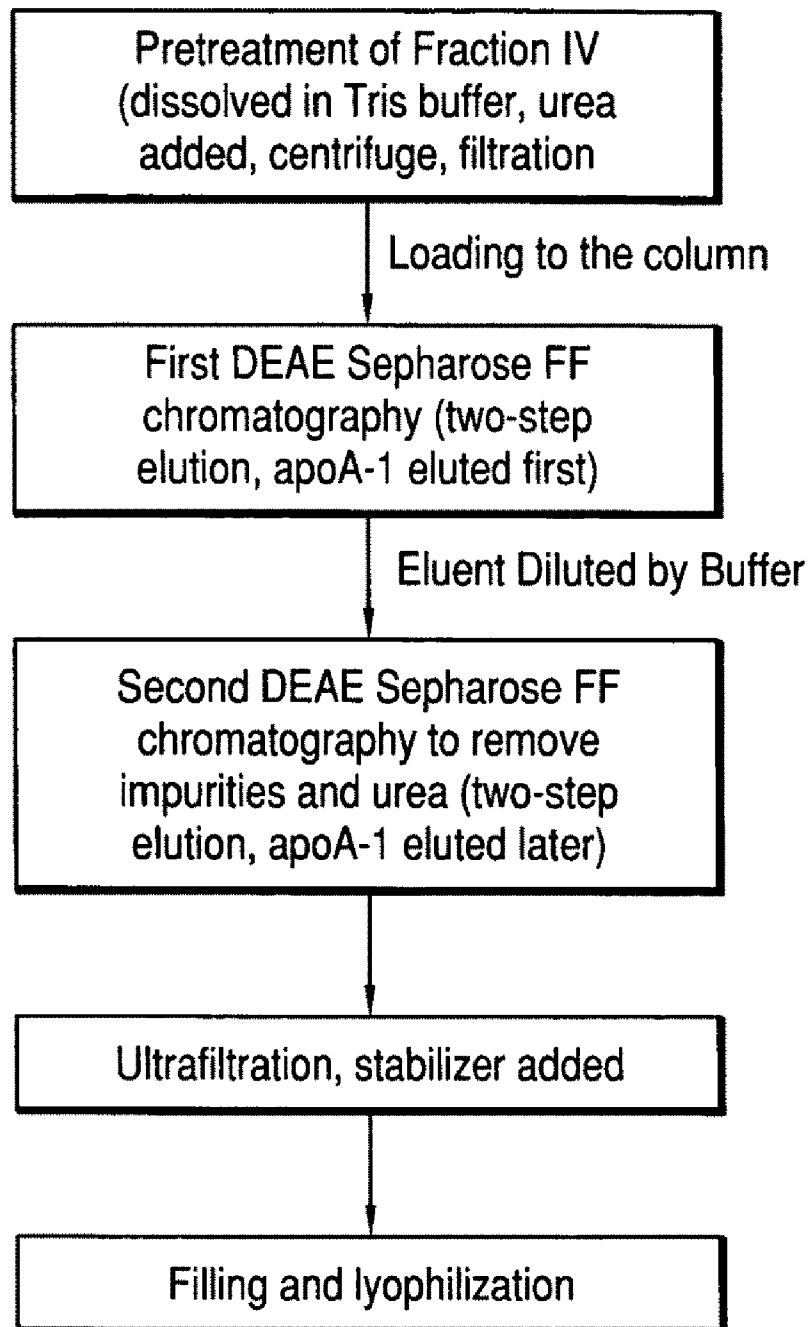 Pretreatment of Fraction IV
(dissolved in Tris buffer, urea
added, centrifuge, filtration
Loading to the column
First DEAE Sepharose FF
chromatography (two-step
elution, apoA-1 eluted first)
Eluent Diluted by Buffer
Second DEAE Sepharose FF
chromatography to remove
impurities and urea (two-step
elution, apoA-1 eluted later)
Ultrafiltration, stabilizer added
Filling and lyophilization